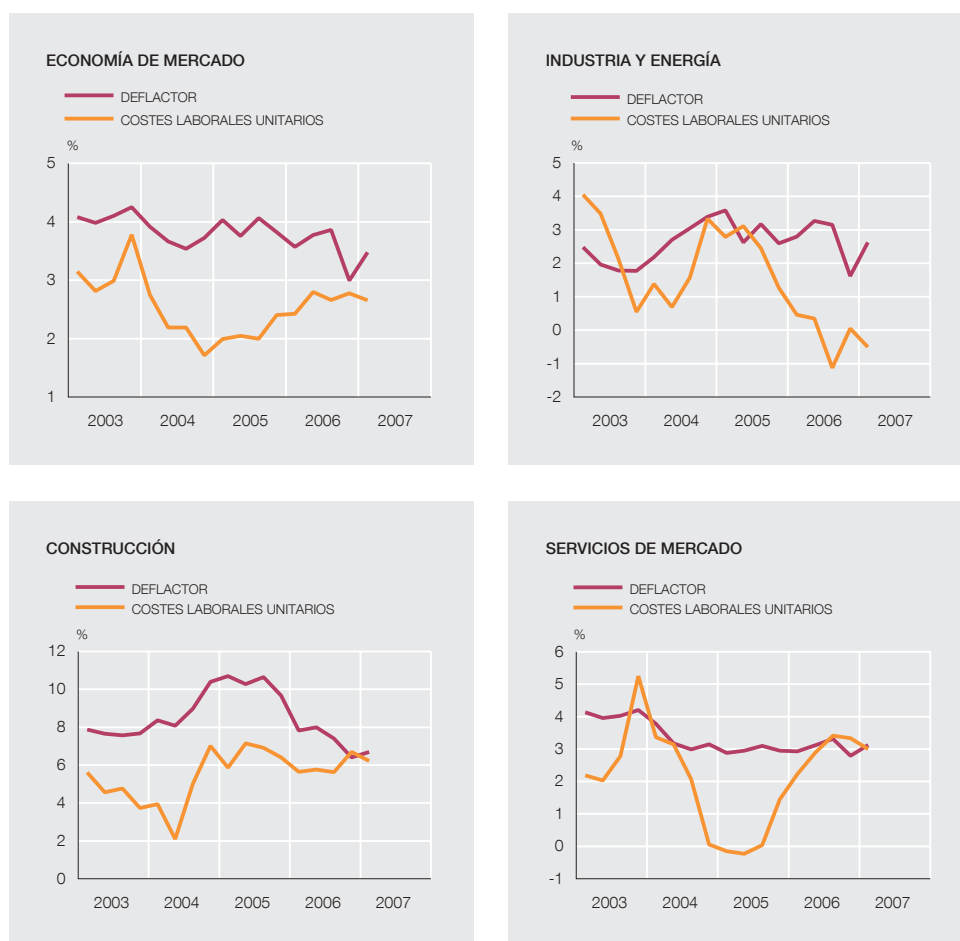 ECONOMÍA DE MERCADO
DEFLACTOR
COSTES LABORALES UNITARIOS
%
5
4
3
2
1
2003 2004 2005 2006 2007
INDUSTRIA Y ENERGÍA
DEFLACTOR
COSTES LABORALES UNITARIOS
%
5
4
3
2
1
0
-1
-2
2003 2004 2005 2006 2007
CONSTRUCCIÓN
DEFLACTOR
COSTES LABORALES UNITARIOS
%
12
10
8
6
4
2
0
2003 2004 2005 2006 2007
SERVICIOS DE MERCADO
DEFLACTOR
COSTES LABORALES UNITARIOS
%
6
5
4
3
2
1
0
-1
2003 2004 2005 2006 2007